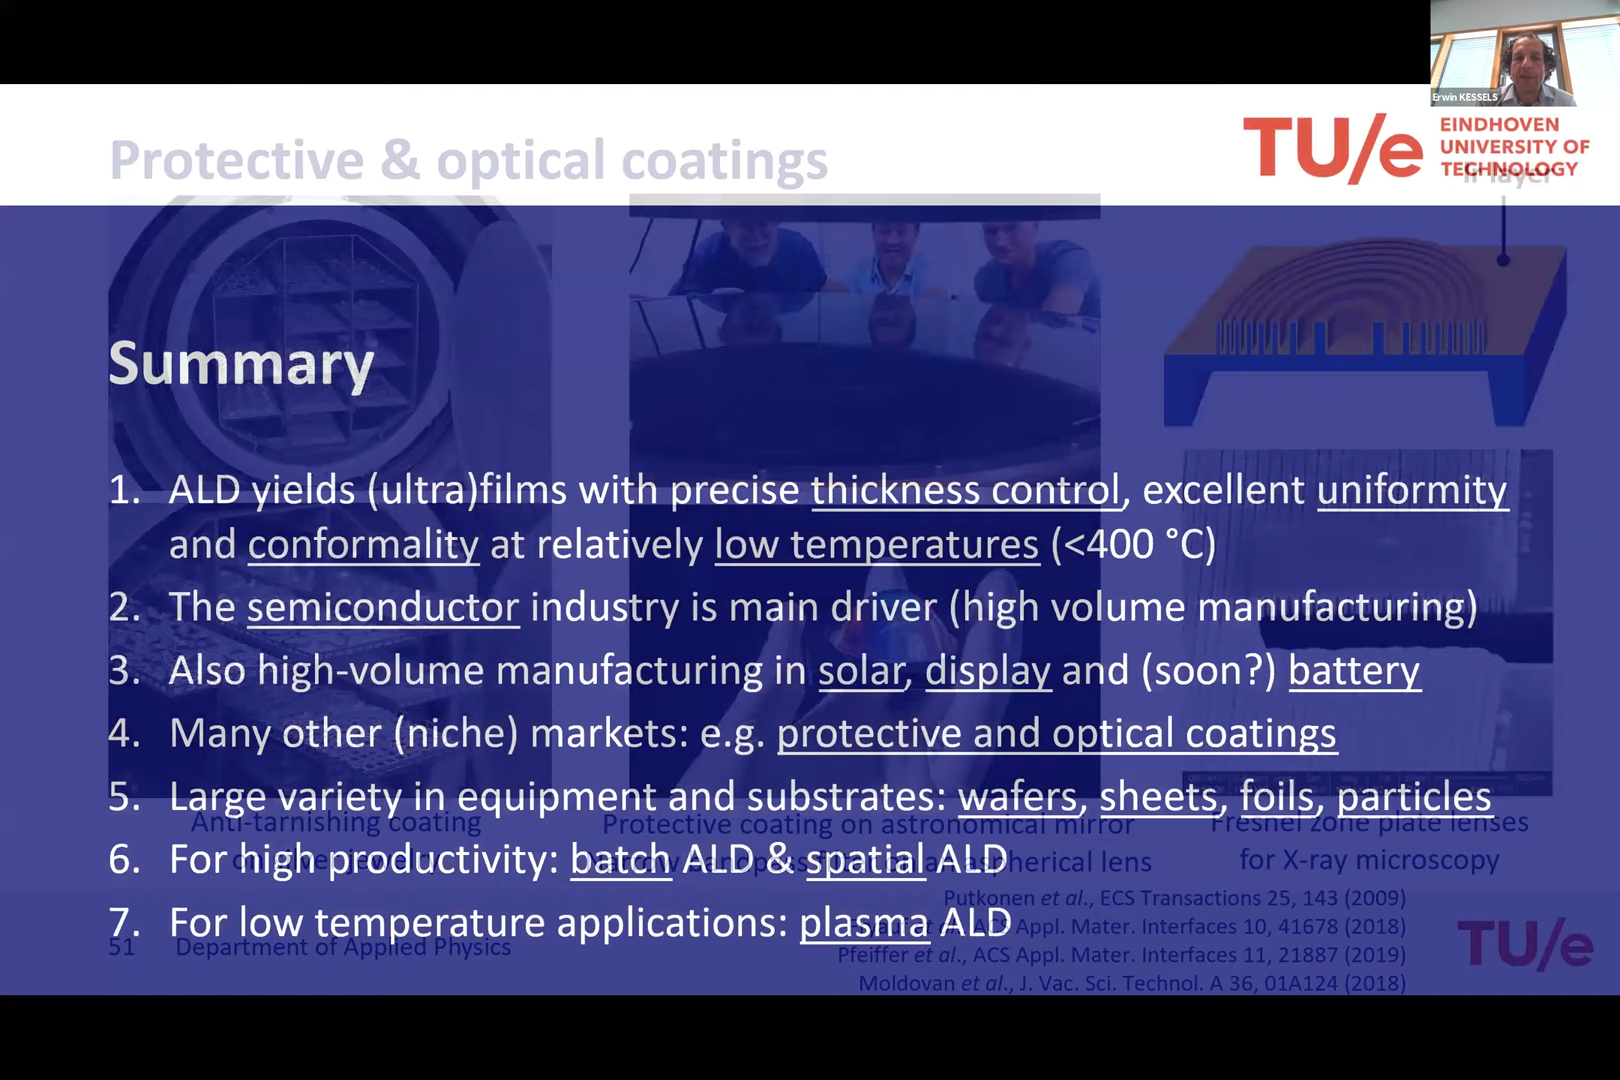 Erwin KESSELS
Protective & optical coatings
TU/e
EINDHOVEN
UNIVERSITY OF
TECHNOLOGY
Ir layer
Summary
1. ALD yields (ultra)films with precise thickness control, excellent uniformity
and conformality at relatively low temperatures (<400 °C)
2. The semiconductor industry is main driver (high volume manufacturing)
3. Also high-volume manufacturing in solar, display and (soon?) battery
4. Many other (niche) markets: e.g. protective and optical coatings
5. Large variety in equipment and substrates: wafers, sheets, foils, particles
6. For high productivity: batch ALD & spatial ALD
7. For low temperature applications: plasma ALD
Anti-tarnishing coating
Protective coating on astronomical mirror
Fresnel zone plate lenses
for X-ray microscopy
Putkonen et al., ECS Transactions 25, 143 (2009)
ACS Appl. Mater. Interfaces 10, 41678 (2018)
Pfeiffer et al., ACS Appl. Mater. Interfaces 11, 21887 (2019)
Moldovan et al., J. Vac. Sci. Technol. A 36, 01A124 (2018)
51 Department of Applied Physics
TU/e